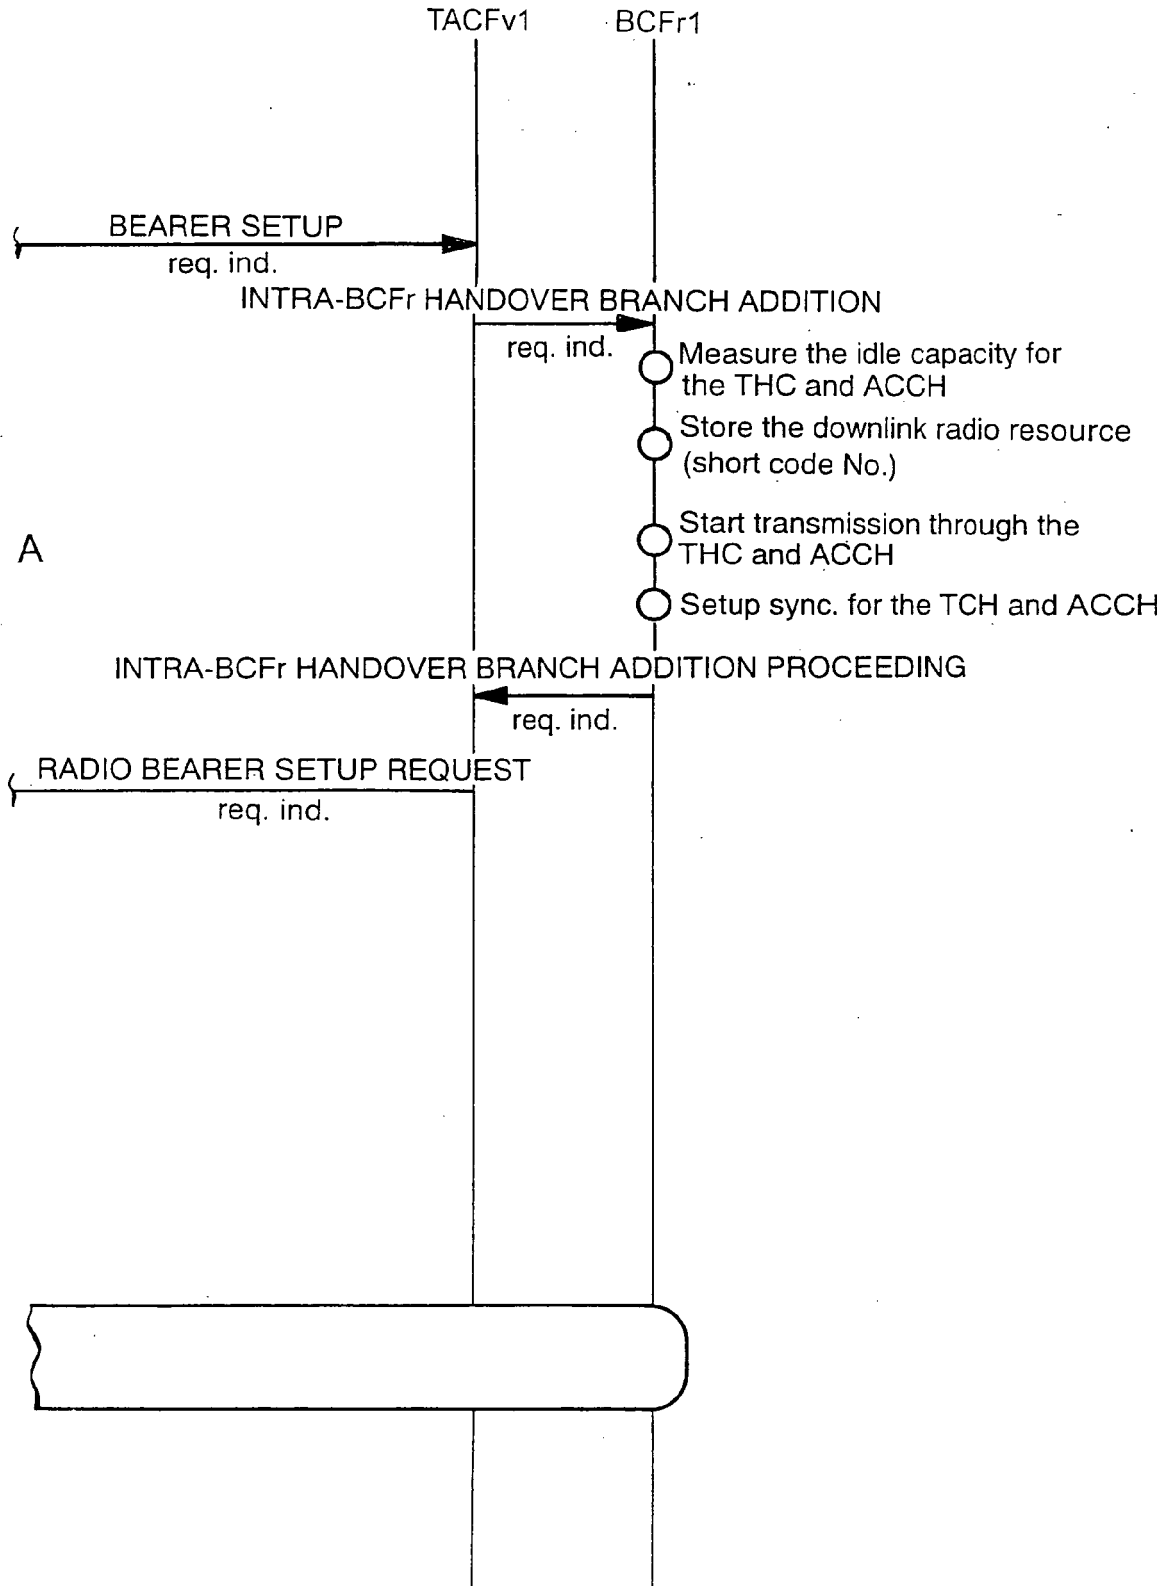 TACFv1 BCFr1
BEARER SETUP
req. ind.
INTRA-BCFr HANDOVER BRANCH ADDITION
req. ind.
Measure the idle capacity for
the THC and ACCH
Store the downlink radio resource
(short code No.)
A
Start transmission through the
THC and ACCH
Setup sync. for the TCH and ACCH
INTRA-BCFr HANDOVER BRANCH ADDITION PROCEEDING
req. ind.
RADIO BEARER SETUP REQUEST
req. ind.